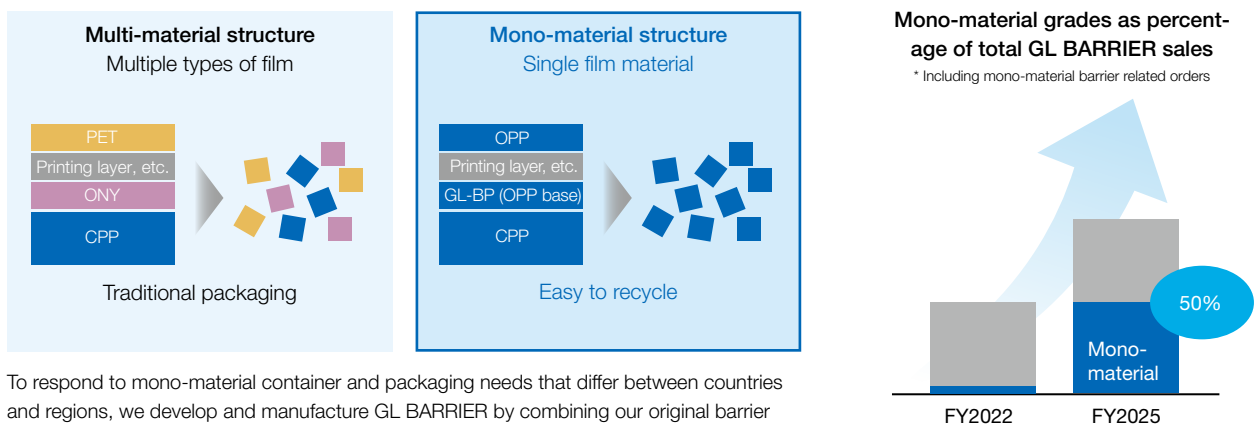 Multi-material structure
Multiple types of film
PET
Printing layer, etc.
ONY
CPP
Traditional packaging
Mono-material structure
Single film material
OPP
Printing layer, etc.
GL-BP (OPP base)
CPP
Easy to recycle
To respond to mono-material container and packaging needs that differ between countries
and regions, we develop and manufacture GL BARRIER by combining our original barrier
Mono-material grades as percent-
age of total GL BARRIER sales
* Including mono-material barrier related orders
50%
Mono-
material
FY2022
FY2025